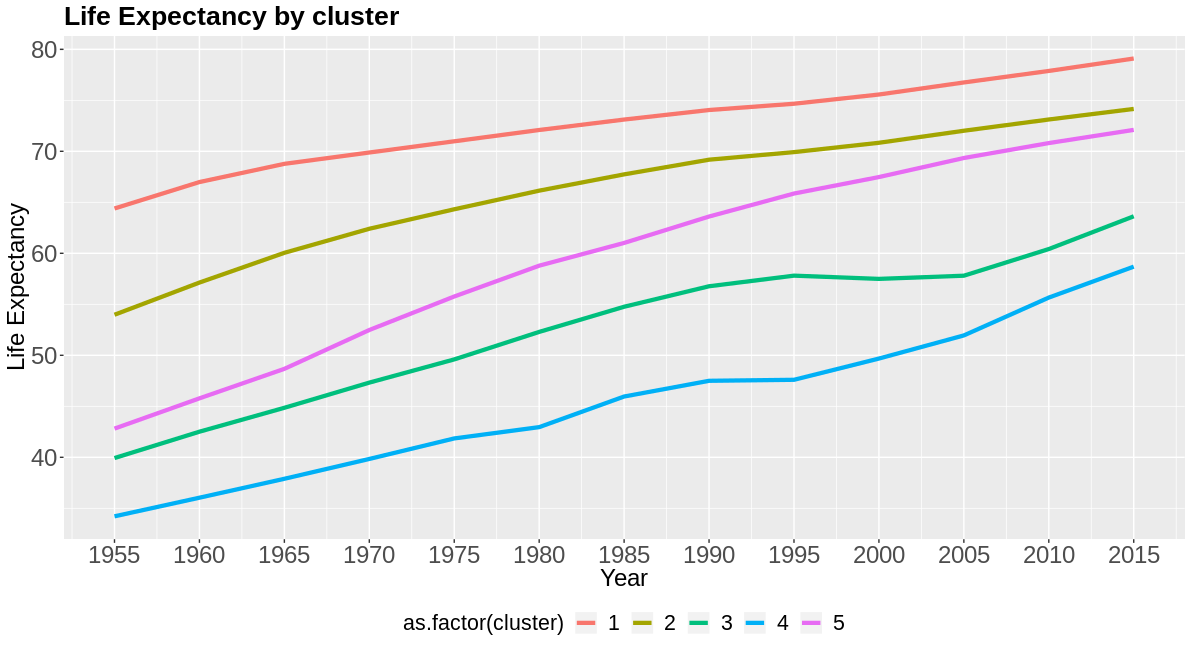 Life Expectancy by cluster
80
70
60
50
40
Life Expectancy
1955 1960 1965 1970 1975 1980 1985 1990 1995 2000 2005 2010 2015
Year
as.factor(cluster) 1 2 3 4 5